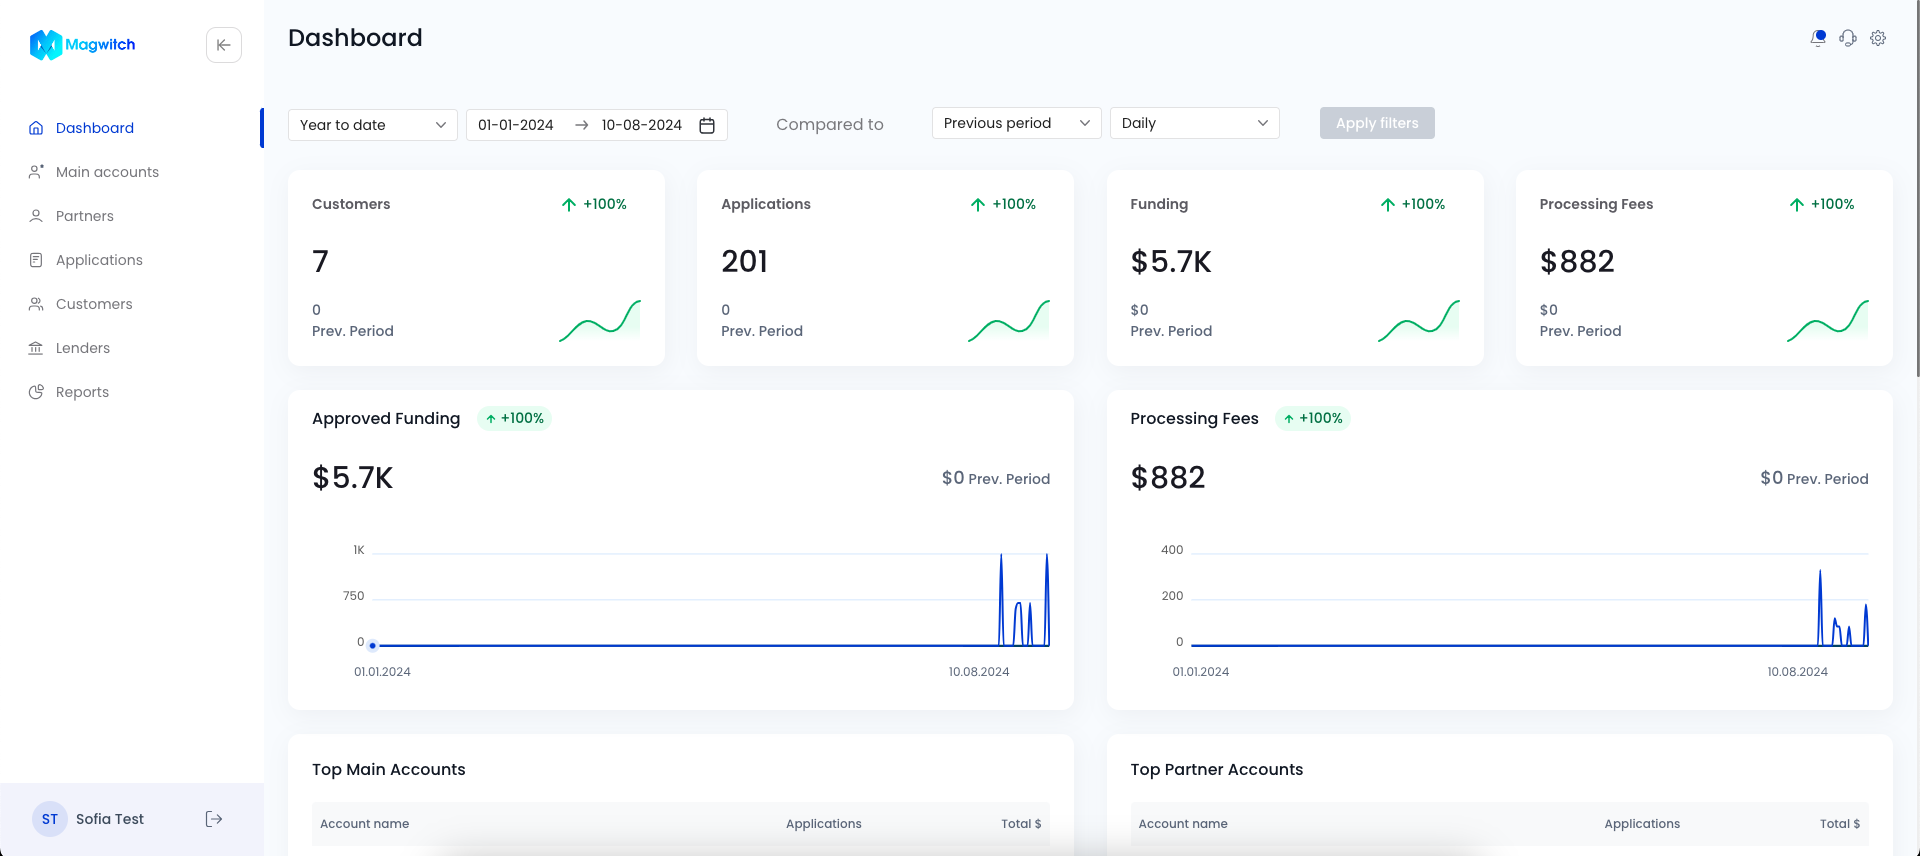 Magwitch
Dashboard
Main accounts
Partners
Applications
Customers
Lenders
Reports
ST Sofia Test
Dashboard
Year to date
01-01-2024 → 10-08-2024
Compared to
Previous period
Daily
Apply filters
Customers +100%
7
0
Prev. Period
Applications +100%
201
0
Prev. Period
Funding +100%
$5.7K
$0
Prev. Period
Processing Fees +100%
$882
$0
Prev. Period
Approved Funding +100%
$5.7K $0 Prev. Period
1K
750
0
01.01.2024 10.08.2024
Processing Fees +100%
$882 $0 Prev. Period
400
200
0
01.01.2024 10.08.2024
Top Main Accounts
Account name Applications Total $
Top Partner Accounts
Account name Applications Total $